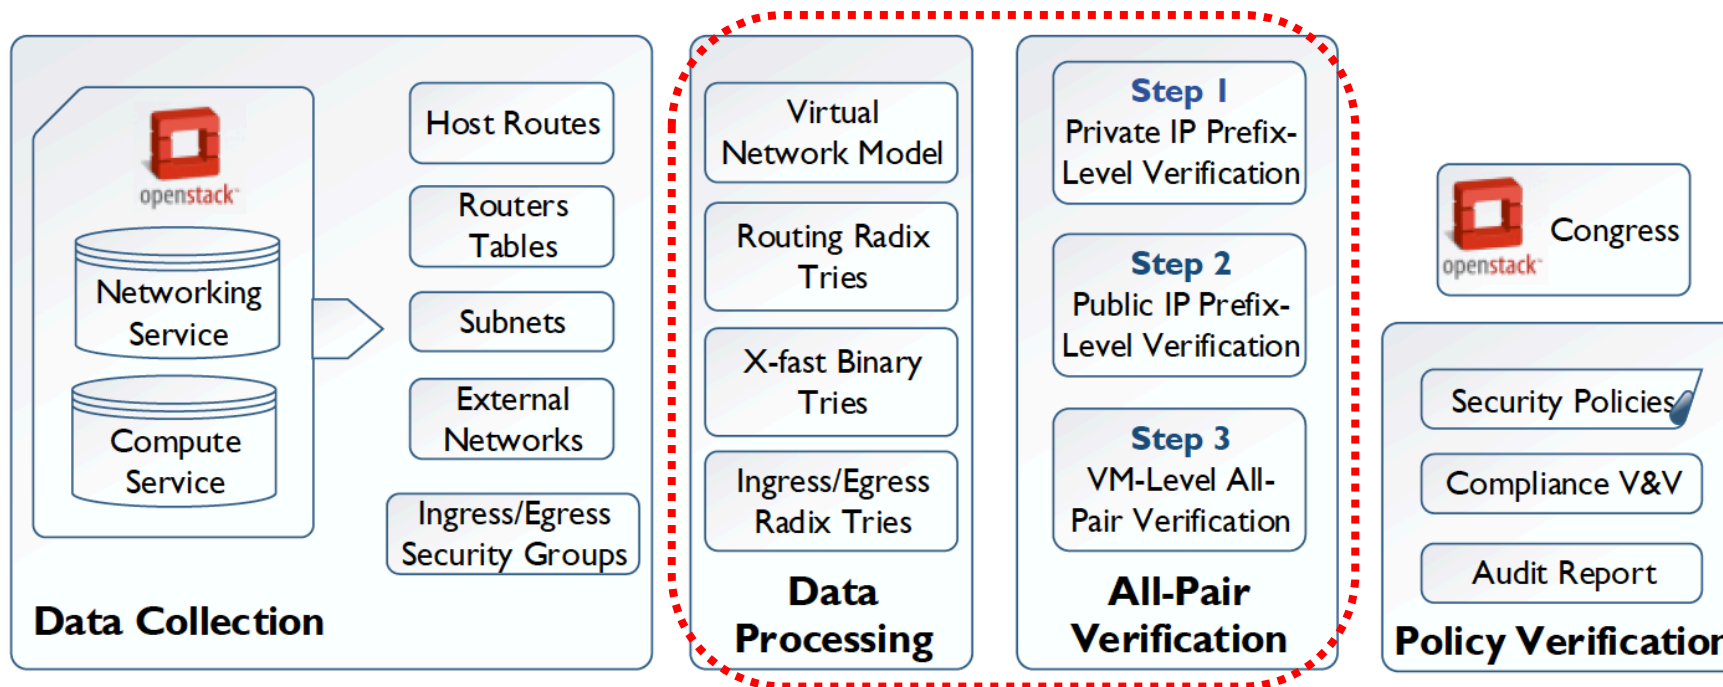 openstack™
Networking
Service
Compute
Service
Host Routes
Routers
Tables
Subnets
External
Networks
Ingress/Egress
Security Groups
Data Collection
Virtual
Network Model
Routing Radix
Tries
X-fast Binary
Tries
Ingress/Egress
Radix Tries
Data
Processing
Step 1
Private IP Prefix-
Level Verification
Step 2
Public IP Prefix-
Level Verification
Step 3
VM-Level All-
Pair Verification
All-Pair
Verification
openstack™
Congress
Security Policies
Compliance V&V
Audit Report
Policy Verification